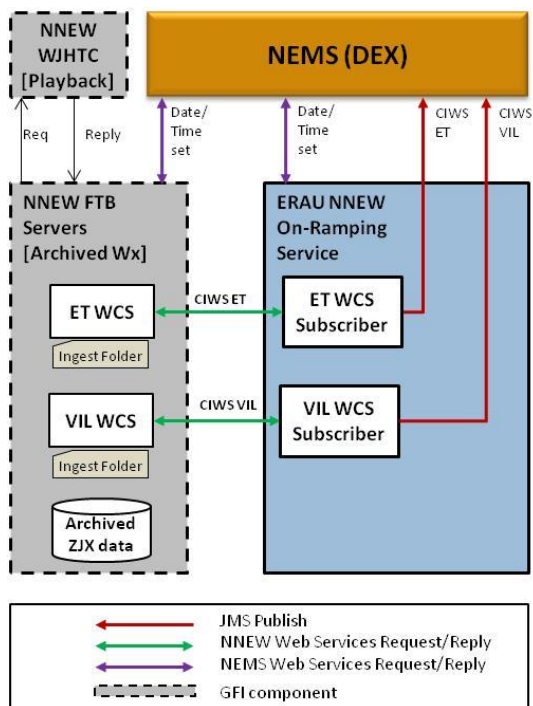 NNEW
WJHTC
[Playback]
NEMS (DEX)
Req
Reply
Date/
Time
set
Date/
Time
set
CIWS
ET
CIWS
VIL
NNEW FTB
Servers
[Archived Wx]
ERAU NNEW
On-Ramping
Service
ET WCS
Ingest Folder
CIWS ET
ET WCS
Subscriber
VIL WCS
Ingest Folder
CIWS VIL
VIL WCS
Subscriber
Archived
ZJX data
JMS Publish
NNEW Web Services Request/Reply
NEMS Web Services Request/Reply
GFI component